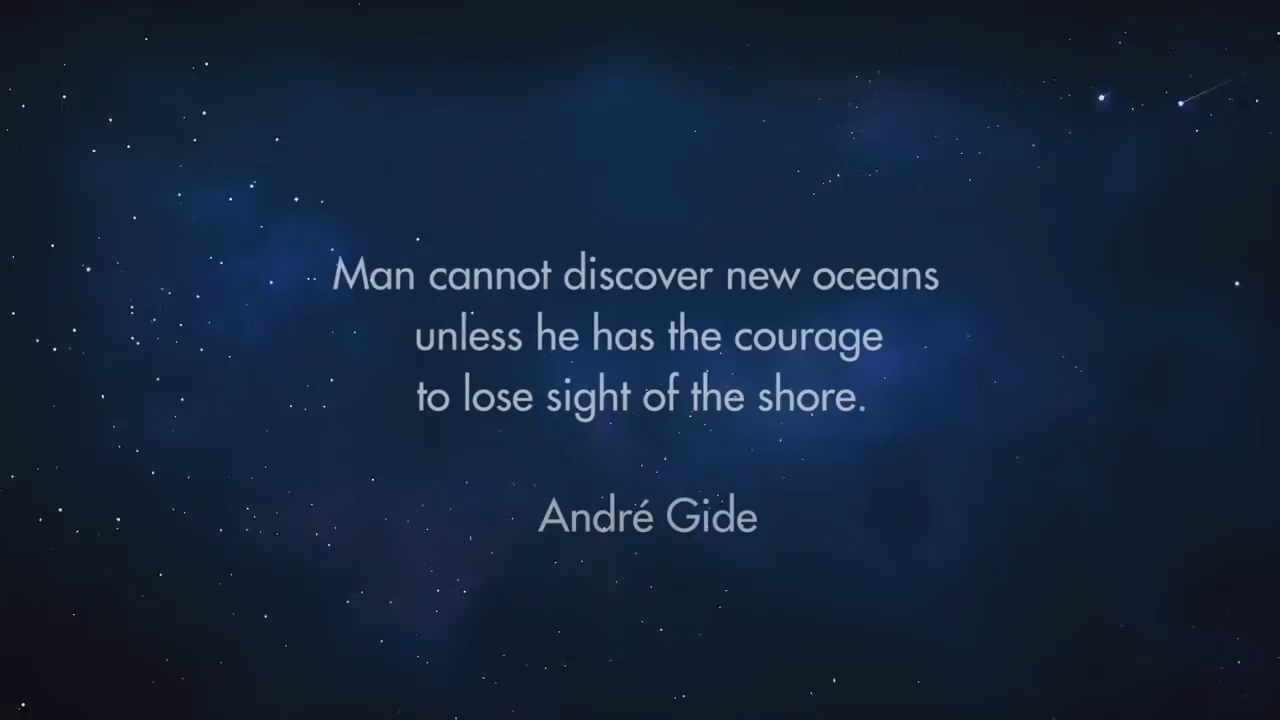 Man cannot discover new oceans
unless he has the courage
to lose sight of the shore.
André Gide